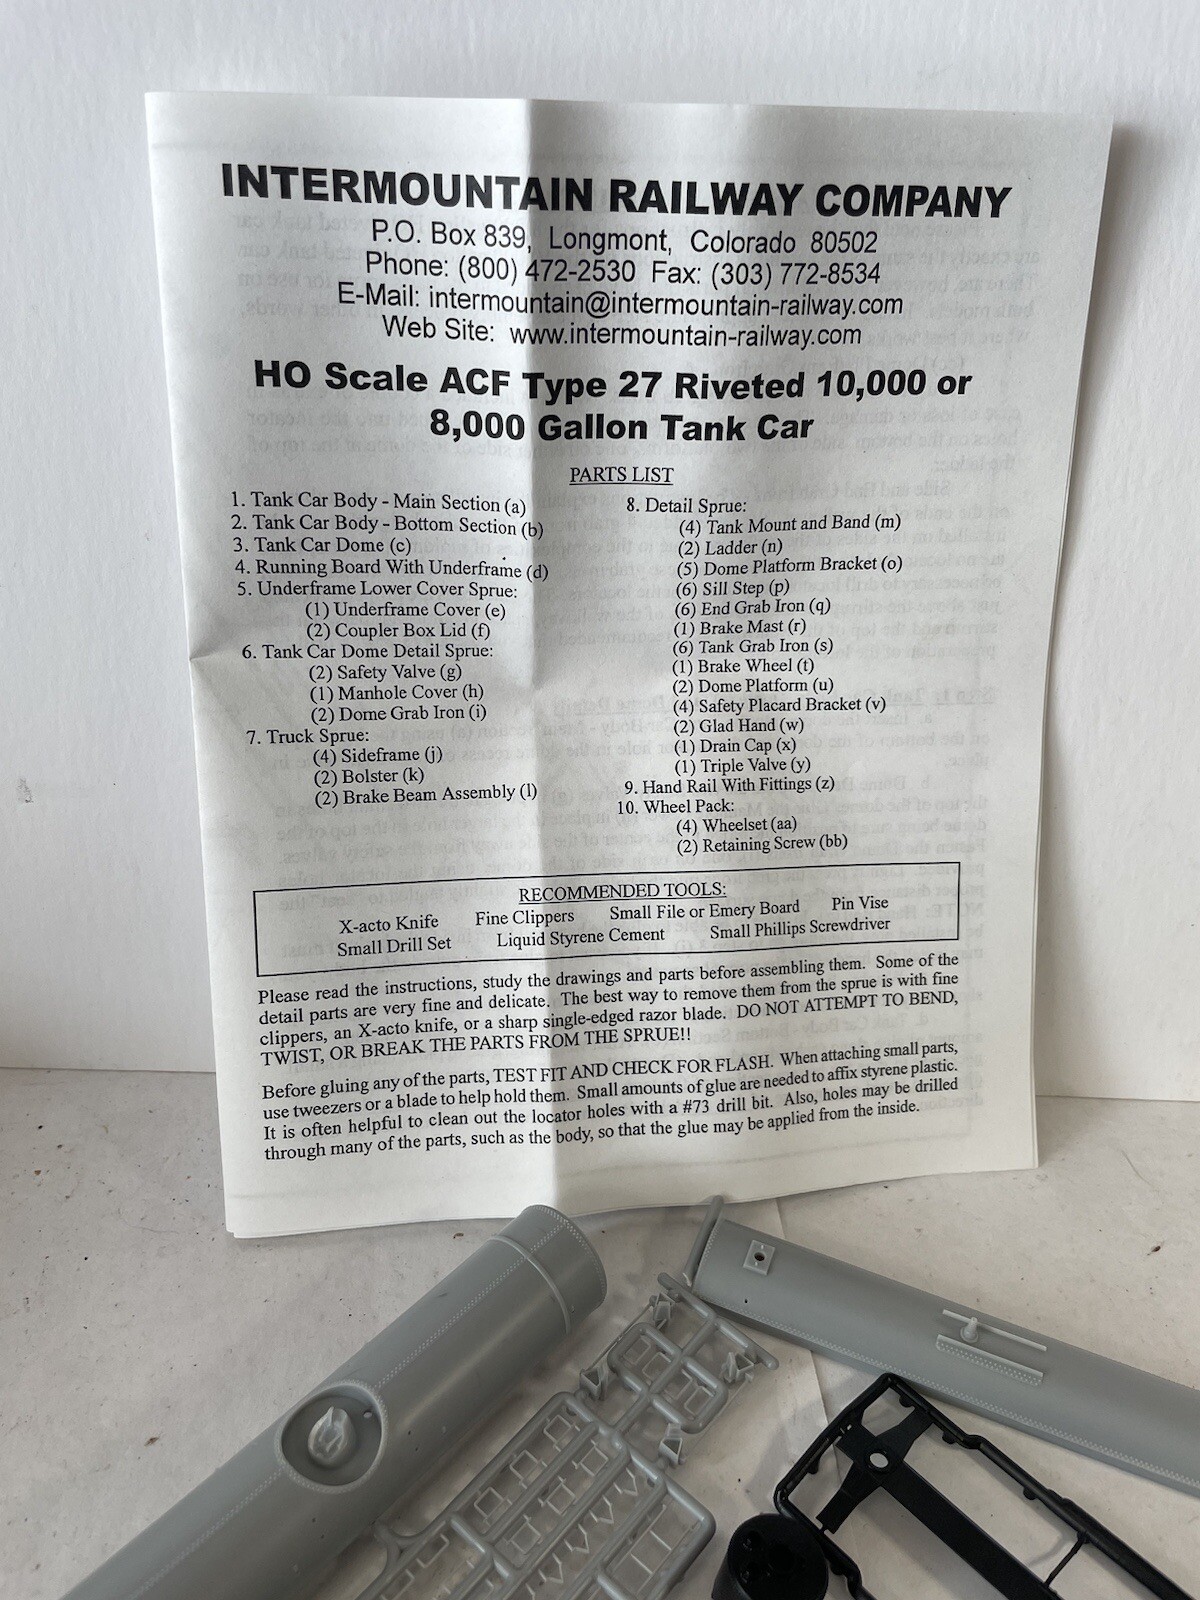 INTERMOUNTAIN RAILWAY COMPANY
P.O. Box 839, Longmont, Colorado 80502
Phone: (800) 472-2530 Fax: (303) 772-8534
E-Mail: intermountain@intermountain-railway.com
Web Site: www.intermountain-railway.com
HO Scale ACF Type 27 Riveted 10,000 or
8,000 Gallon Tank Car
PARTS LIST
1. Tank Car Body - Main Section (a)
2. Tank Car Body - Bottom Section (b)
3. Tank Car Dome (c)
4. Running Board With Underframe (d)
5. Underframe Lower Cover Sprue:
(1) Underframe Cover (e)
(2) Coupler Box Lid (f)
6. Tank Car Dome Detail Sprue:
(2) Safety Valve (g)
(1) Manhole Cover (h)
(2) Dome Grab Iron (i)
7. Truck Sprue:
(4) Sideframe (j)
(2) Bolster (k)
(2) Brake Beam Assembly (l)
8. Detail Sprue:
(4) Tank Mount and Band (m)
(2) Ladder (n)
(5) Dome Platform Bracket (o)
(6) Sill Step (p)
(6) End Grab Iron (q)
(1) Brake Mast (r)
(6) Tank Grab Iron (s)
(1) Brake Wheel (t)
(2) Dome Platform (u)
(4) Safety Placard Bracket (v)
(2) Glad Hand (w)
(1) Drain Cap (x)
(1) Triple Valve (y)
9. Hand Rail With Fittings (z)
10. Wheel Pack:
(4) Wheelset (aa)
(2) Retaining Screw (bb)
RECOMMENDED TOOLS:
X-acto Knife Fine Clippers Small File or Emery Board Pin Vise
Small Drill Set Liquid Styrene Cement Small Phillips Screwdriver
Please read the instructions, study the drawings and parts before assembling them. Some of the
detail parts are very fine and delicate. The best way to remove them from the sprue is with fine
clippers, an X-acto knife, or a sharp single-edged razor blade. DO NOT ATTEMPT TO BEND,
TWIST, OR BREAK THE PARTS FROM THE SPRUE!!
Before gluing any of the parts, TEST FIT AND CHECK FOR FLASH. When attaching small parts,
use tweezers or a blade to help hold them. Small amounts of glue are needed to affix styrene plastic.
It is often helpful to clean out the locator holes with a #73 drill bit. Also, holes may be drilled
through many of the parts, such as the body, so that the glue may be applied from the inside.